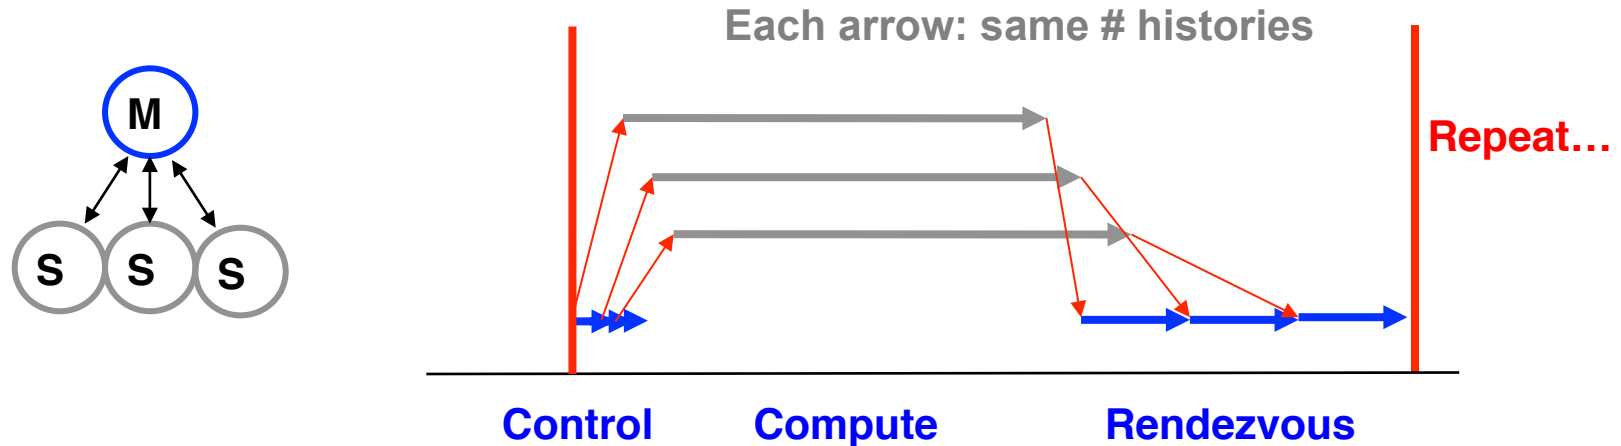 Each arrow: same # histories
M
Repeat…
S S S
Control Compute Rendezvous